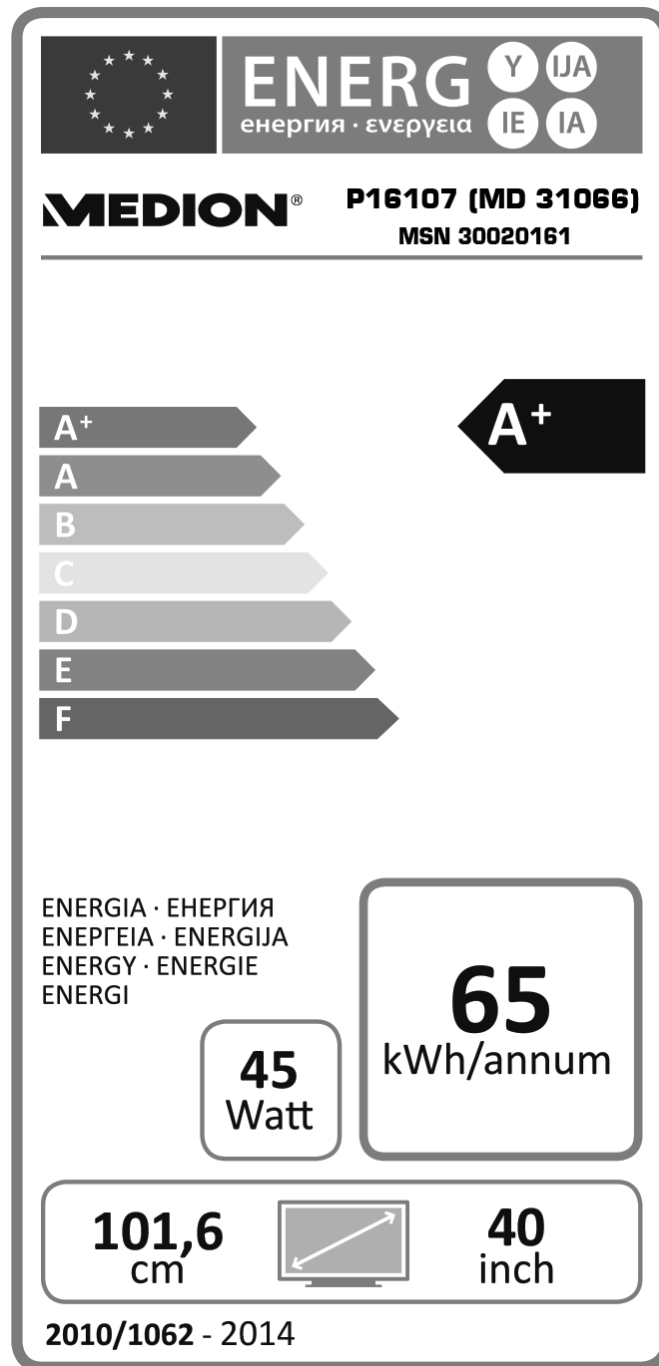 ENERG Y IJA IE IA
енергия · ενεργεια
MEDION® P16107 (MD 31066)
MSN 30020161
A+
A+
A
B
C
D
E
F
ENERGIA · ЕНЕРГИЯ
ΕΝΕΡΓΕΙΑ · ENERGIJA
ENERGY · ENERGIE
ENERGI
65
kWh/annum
45
Watt
101,6
cm
40
inch
2010/1062 - 2014